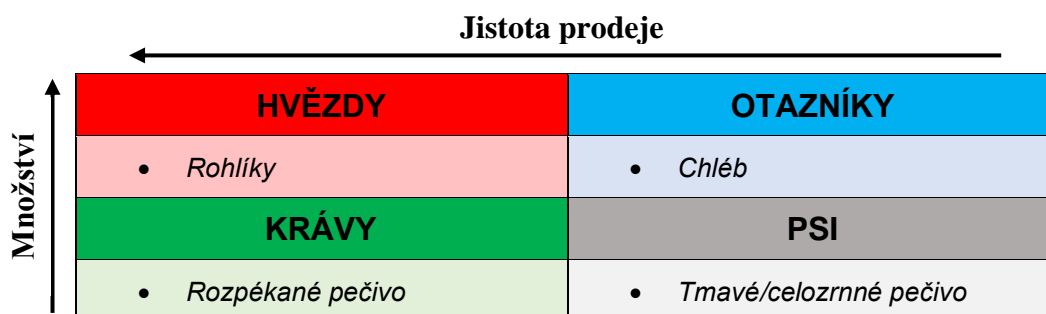 Jistota prodeje
Množství
HVĚZDY
OTAZNÍKY
• Rohlíky
• Chléb
KRÁVY
PSI
• Rozpékané pečivo
• Tmavé/celozrnné pečivo